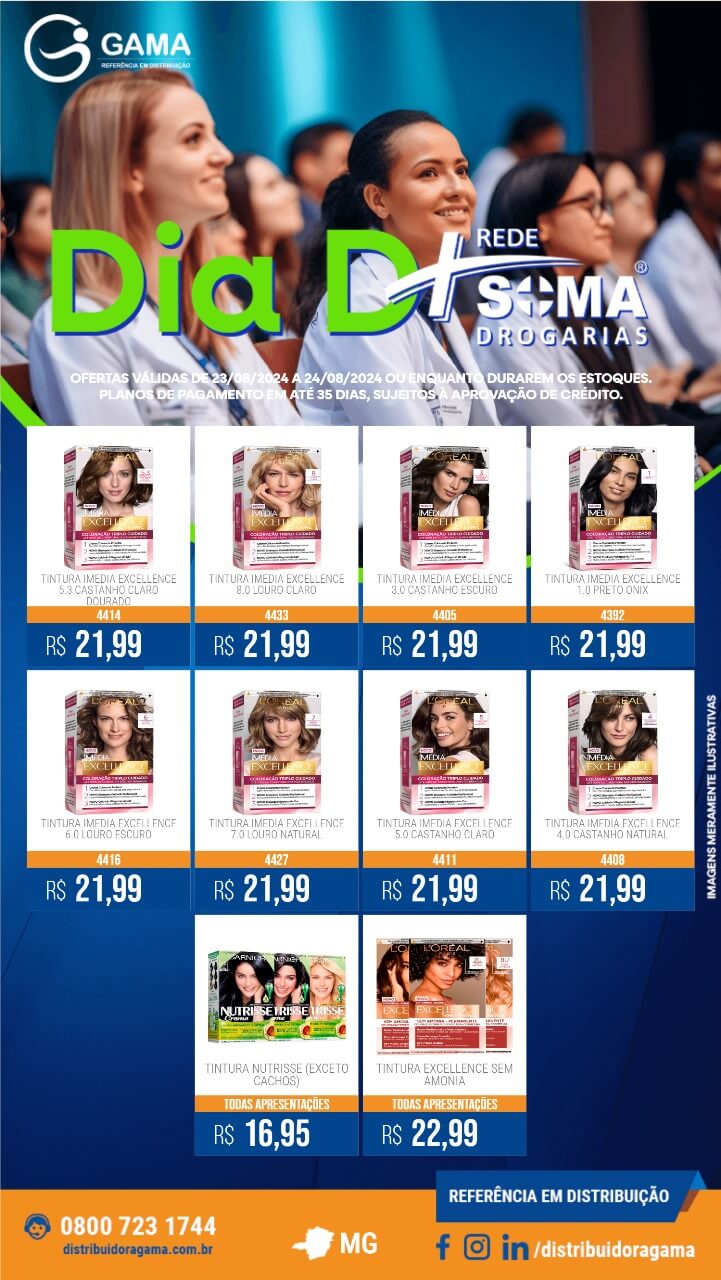 GAMA
REFERÊNCIA EM DISTRIBUIÇÃO
Dia D+
REDE
SOMA®
DROGARIAS
OFERTAS VÁLIDAS DE 23/08/2024 A 24/08/2024 OU ENQUANTO DURAREM OS ESTOQUES.
PLANOS DE PAGAMENTO EM ATÉ 35 DIAS, SUJEITOS À APROVAÇÃO DE CRÉDITO.
TINTURA IMEDIA EXCELLENCE
5.3 CASTANHO CLARO
DOURADO
4414
R$ 21,99
TINTURA IMEDIA EXCELLENCE
8.0 LOURO CLARO
4433
R$ 21,99
TINTURA IMEDIA EXCELLENCE
3.0 CASTANHO ESCURO
4405
R$ 21,99
TINTURA IMEDIA EXCELLENCE
1.0 PRETO ONIX
4392
R$ 21,99
TINTURA IMEDIA EXCELLENCE
6.0 LOURO ESCURO
4416
R$ 21,99
TINTURA IMEDIA EXCELLENCE
7.0 LOURO NATURAL
4427
R$ 21,99
TINTURA IMEDIA EXCELLENCE
5.0 CASTANHO CLARO
4411
R$ 21,99
TINTURA IMEDIA EXCELLENCE
4.0 CASTANHO NATURAL
4408
R$ 21,99
GARNIER
NUTRISSE
Creme
TINTURA NUTRISSE (EXCETO
CACHOS)
TODAS APRESENTAÇÕES
R$ 16,95
L'ORÉAL
EXCELLENCE
TINTURA EXCELLENCE SEM
AMONIA
TODAS APRESENTAÇÕES
R$ 22,99
IMAGENS MERAMENTE ILUSTRATIVAS
REFERÊNCIA EM DISTRIBUIÇÃO
0800 723 1744
distribuidoragama.com.br
MG
/distribuidoragama